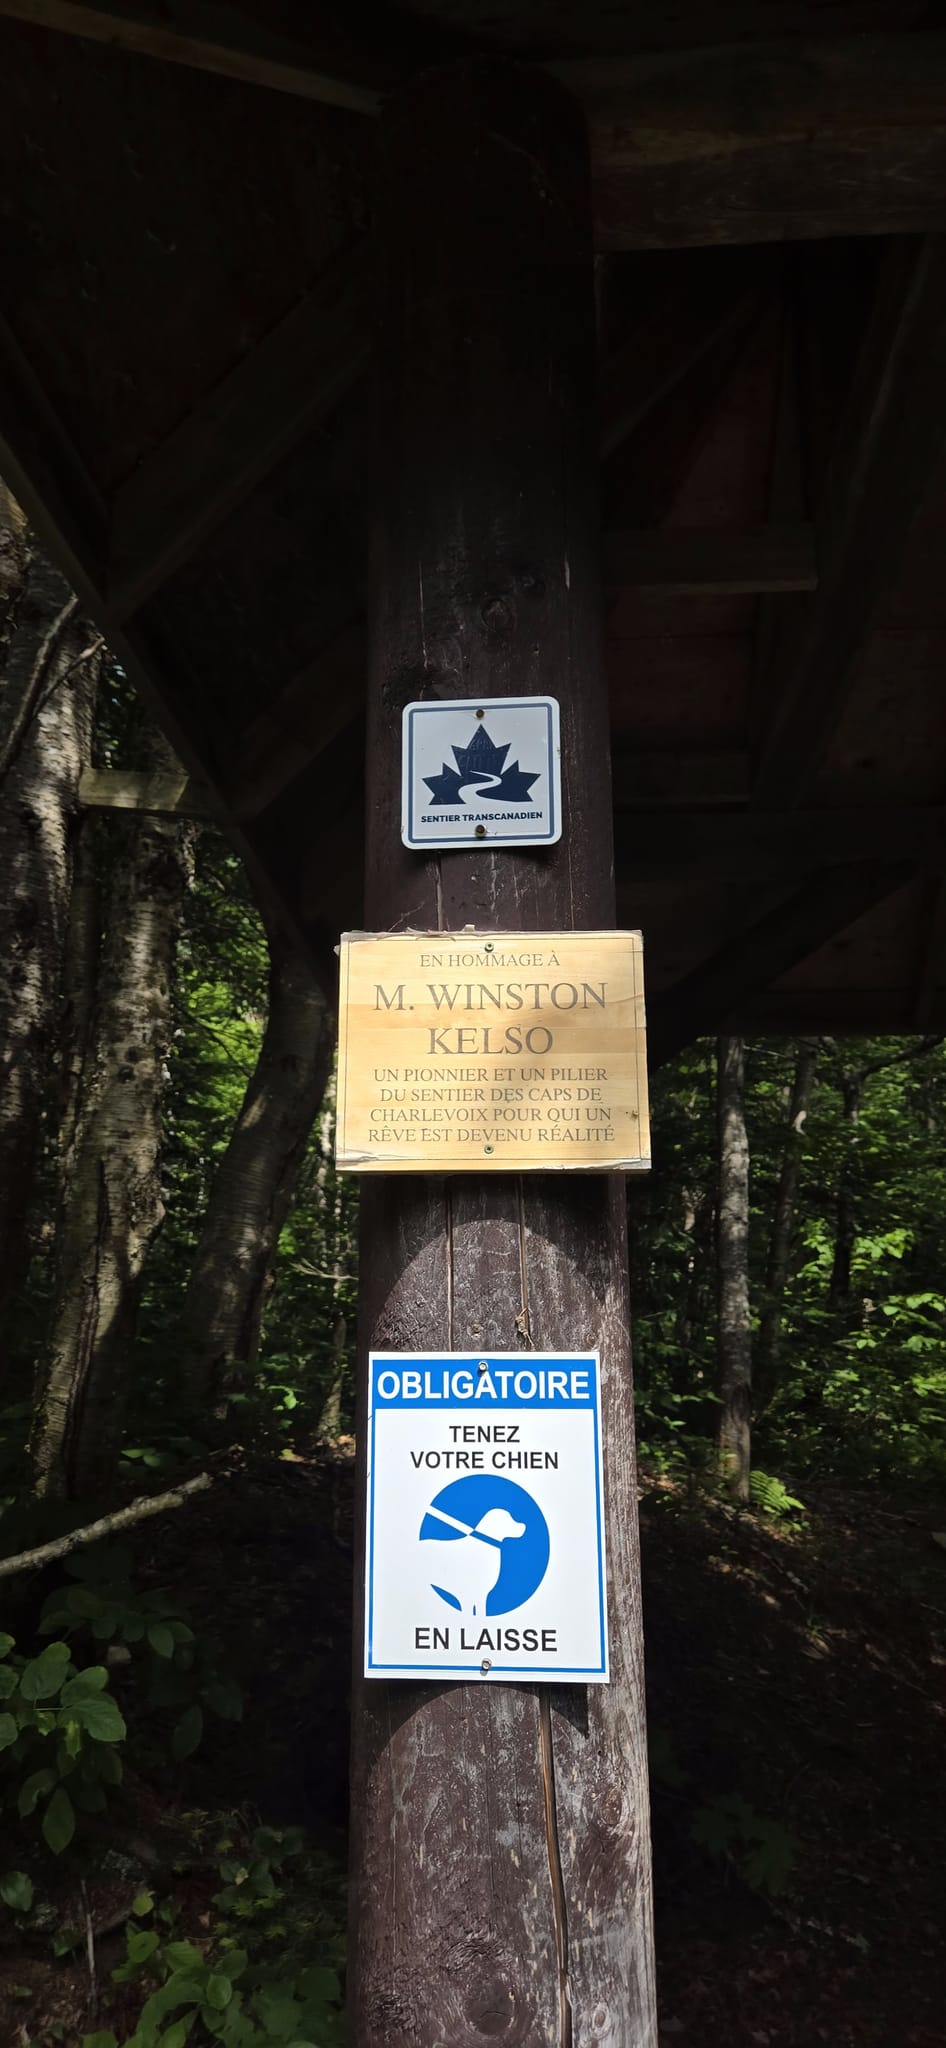 SENTIER TRANSCANADIEN
EN HOMMAGE À
M. WINSTON
KELSO
UN PIONNIER ET UN PILIER
DU SENTIER DES CAPS DE
CHARLEVOIX POUR QUI UN
RÊVE EST DEVENU RÉALITÉ
OBLIGATOIRE
TENEZ
VOTRE CHIEN
EN LAISSE